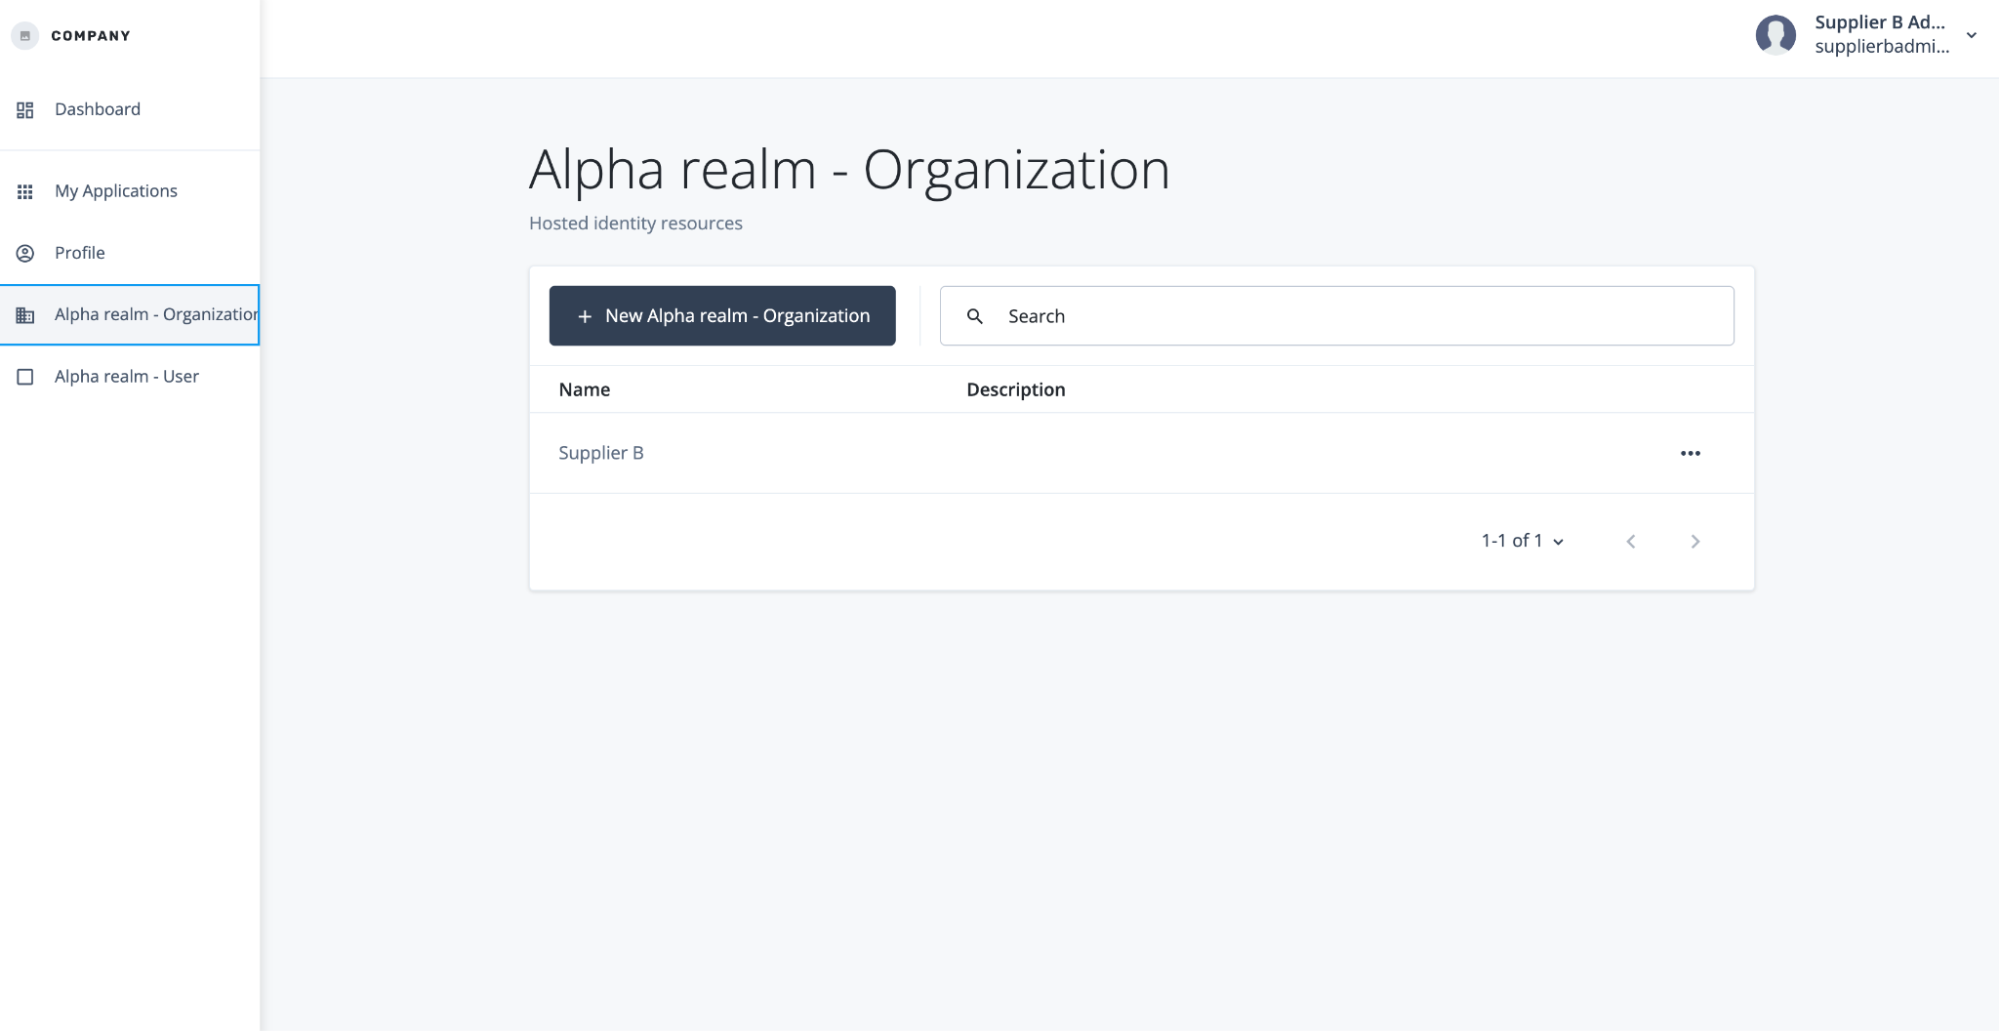 COMPANY
Supplier B Ad...
supplierbadmi...
Dashboard
My Applications
Profile
Alpha realm - Organization
Alpha realm - User
Alpha realm - Organization
Hosted identity resources
+ New Alpha realm - Organization
Search
Name Description
Supplier B
1-1 of 1